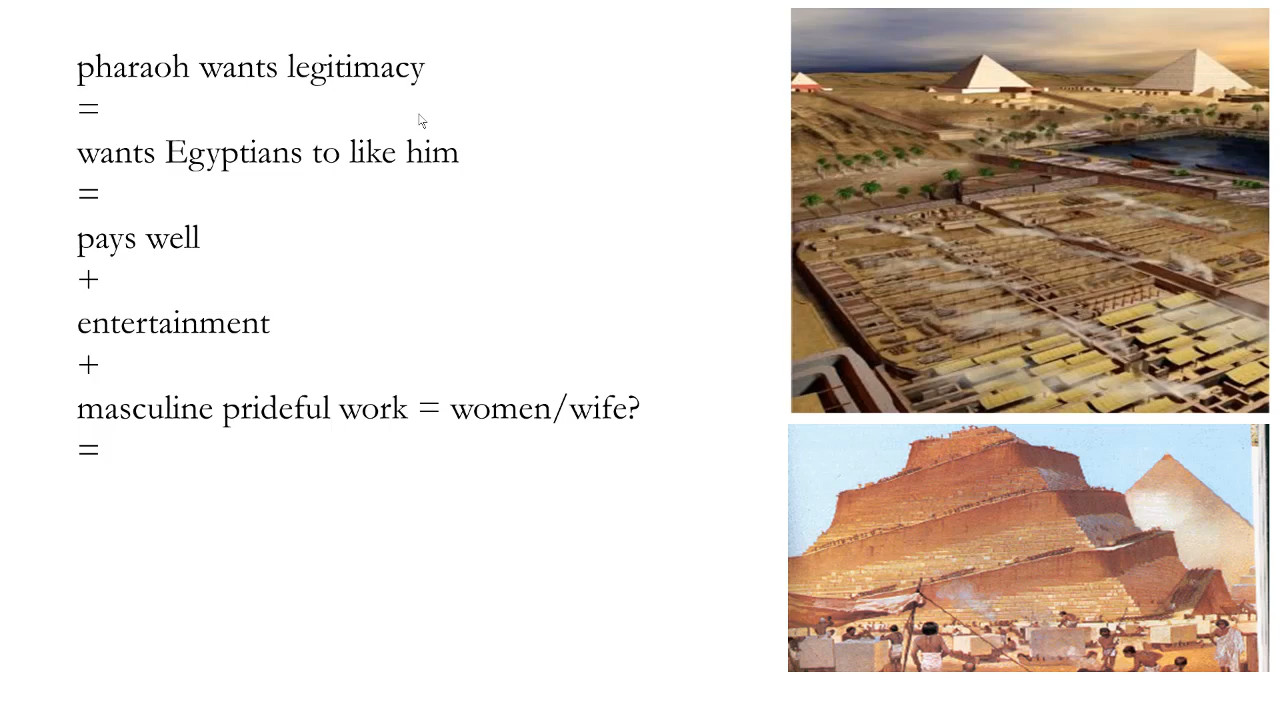 pharaoh wants legitimacy
=
wants Egyptians to like him
=
pays well
+
entertainment
+
masculine prideful work = women/wife?
=